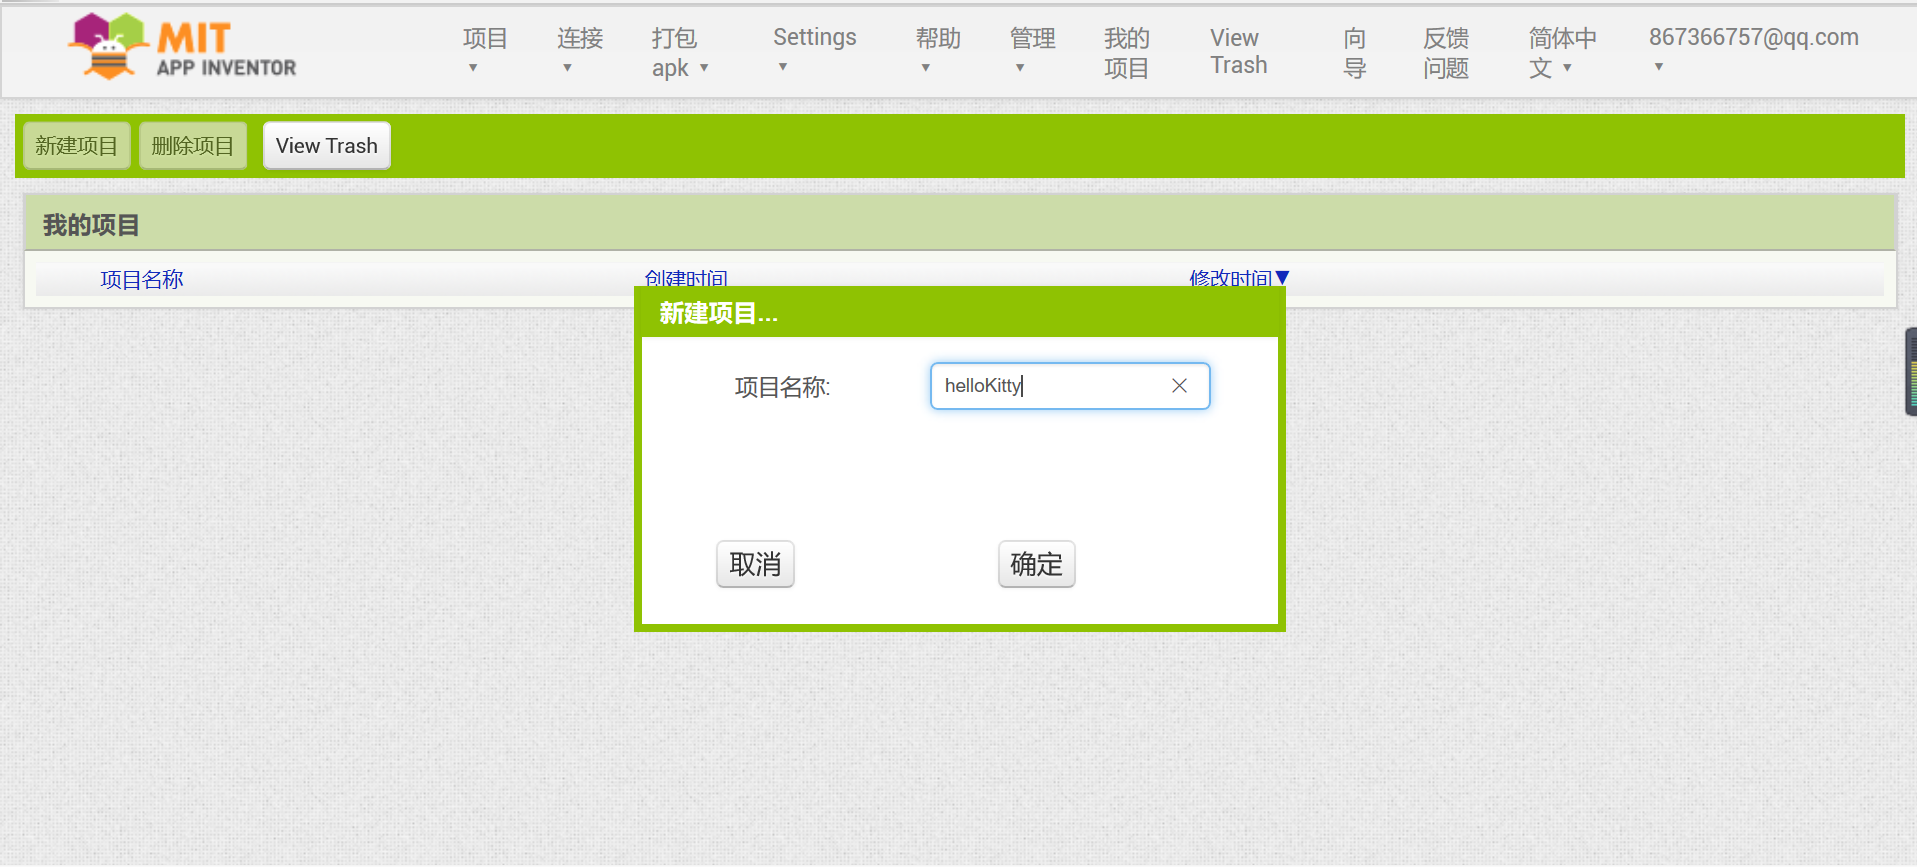 MIT
APP INVENTOR
项目
连接
打包
apk
Settings
帮助
管理
我的
项目
View
Trash
向
导
反馈
问题
简体中
文
867366757@qq.com
新建项目
删除项目
View Trash
我的项目
项目名称
创建时间
修改时间▼
新建项目...
项目名称:
helloKitty
取消
确定